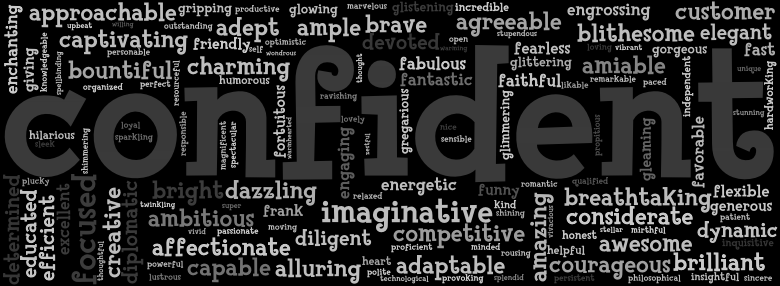 enchanting
approachable
gripping
productive
glowing
marvelous
glistening
incredible
engrossing
customer
upbeat
willing
outstanding
adept
ample
brave
agreeable
blithesome
elegant
giving
Knowledgeable
spellbinding
captivating
friendly
self
optimistic
devoted
open
warming
stupendous
fearless
loving
vibrant
gorgeous
fast
personable
wondrous
bountiful
resourceful
charming
thought
fabulous
glittering
amiable
independent
unique
organized
perfect
humorous
fantastic
faithful
likable
remarkable
paced
hardworking
confident
ravishing
fortuitous
warmhearted
gregarious
glimmering
stunning
hilarious
sleek
shimmering
loyal
sparkling
responsible
magnificent
spectacular
lovely
engaging
zestful
nice
sensible
propitious
gleaming
favorable
determined
plucky
educated
efficient
excellent
focused
thoughtful
creative
diplomatic
bright
dazzling
energetic
relaxed
funny
romantic
qualified
breathtaking
flexible
twinkling
super
frank
imaginative
kind
shining
amazing
vivacious
considerate
generous
patient
ambitious
vivid
passionate
moving
diligent
competitive
honest
stellar
mirthful
dynamic
affectionate
proficient
minded
rousing
helpful
awesome
inquisitive
powerful
lustrous
capable
alluring
heart
polite
adaptable
technological
provoking
splendid
courageous
persistent
brilliant
philosophical
insightful
sincere